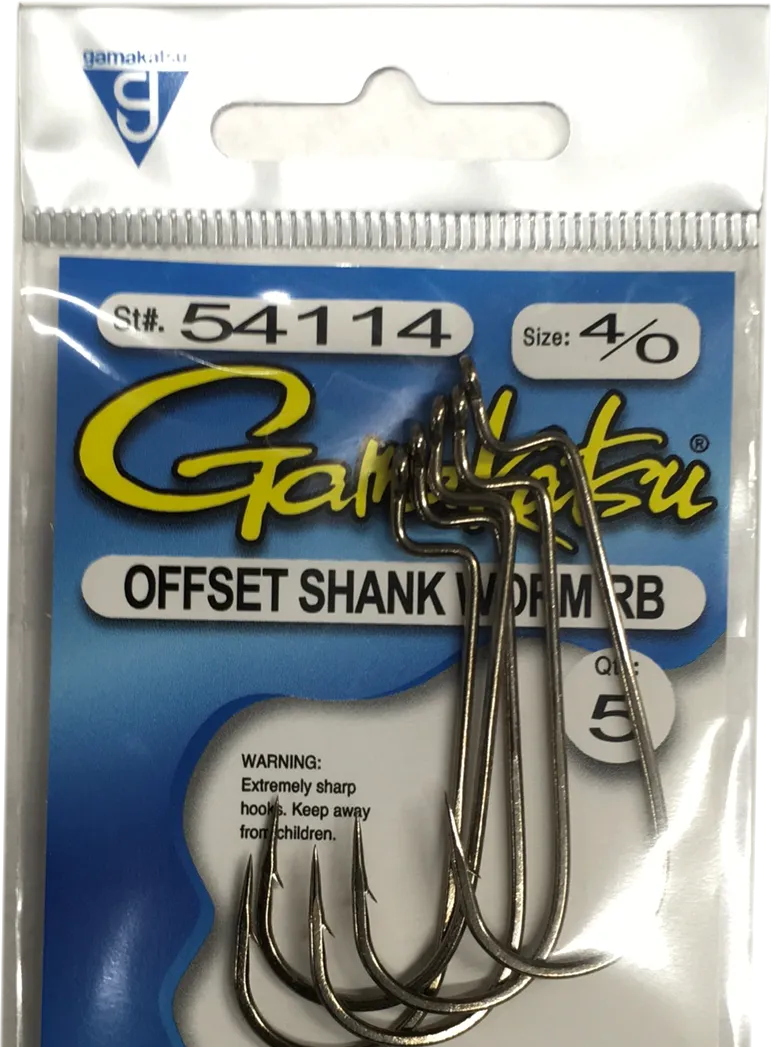 gamakatsu
St#. 54114
Size: 4/0
Gamakatsu®
OFFSET SHANK WORM RB
Qty:
5
WARNING:
Extremely sharp
hooks. Keep away
from children.